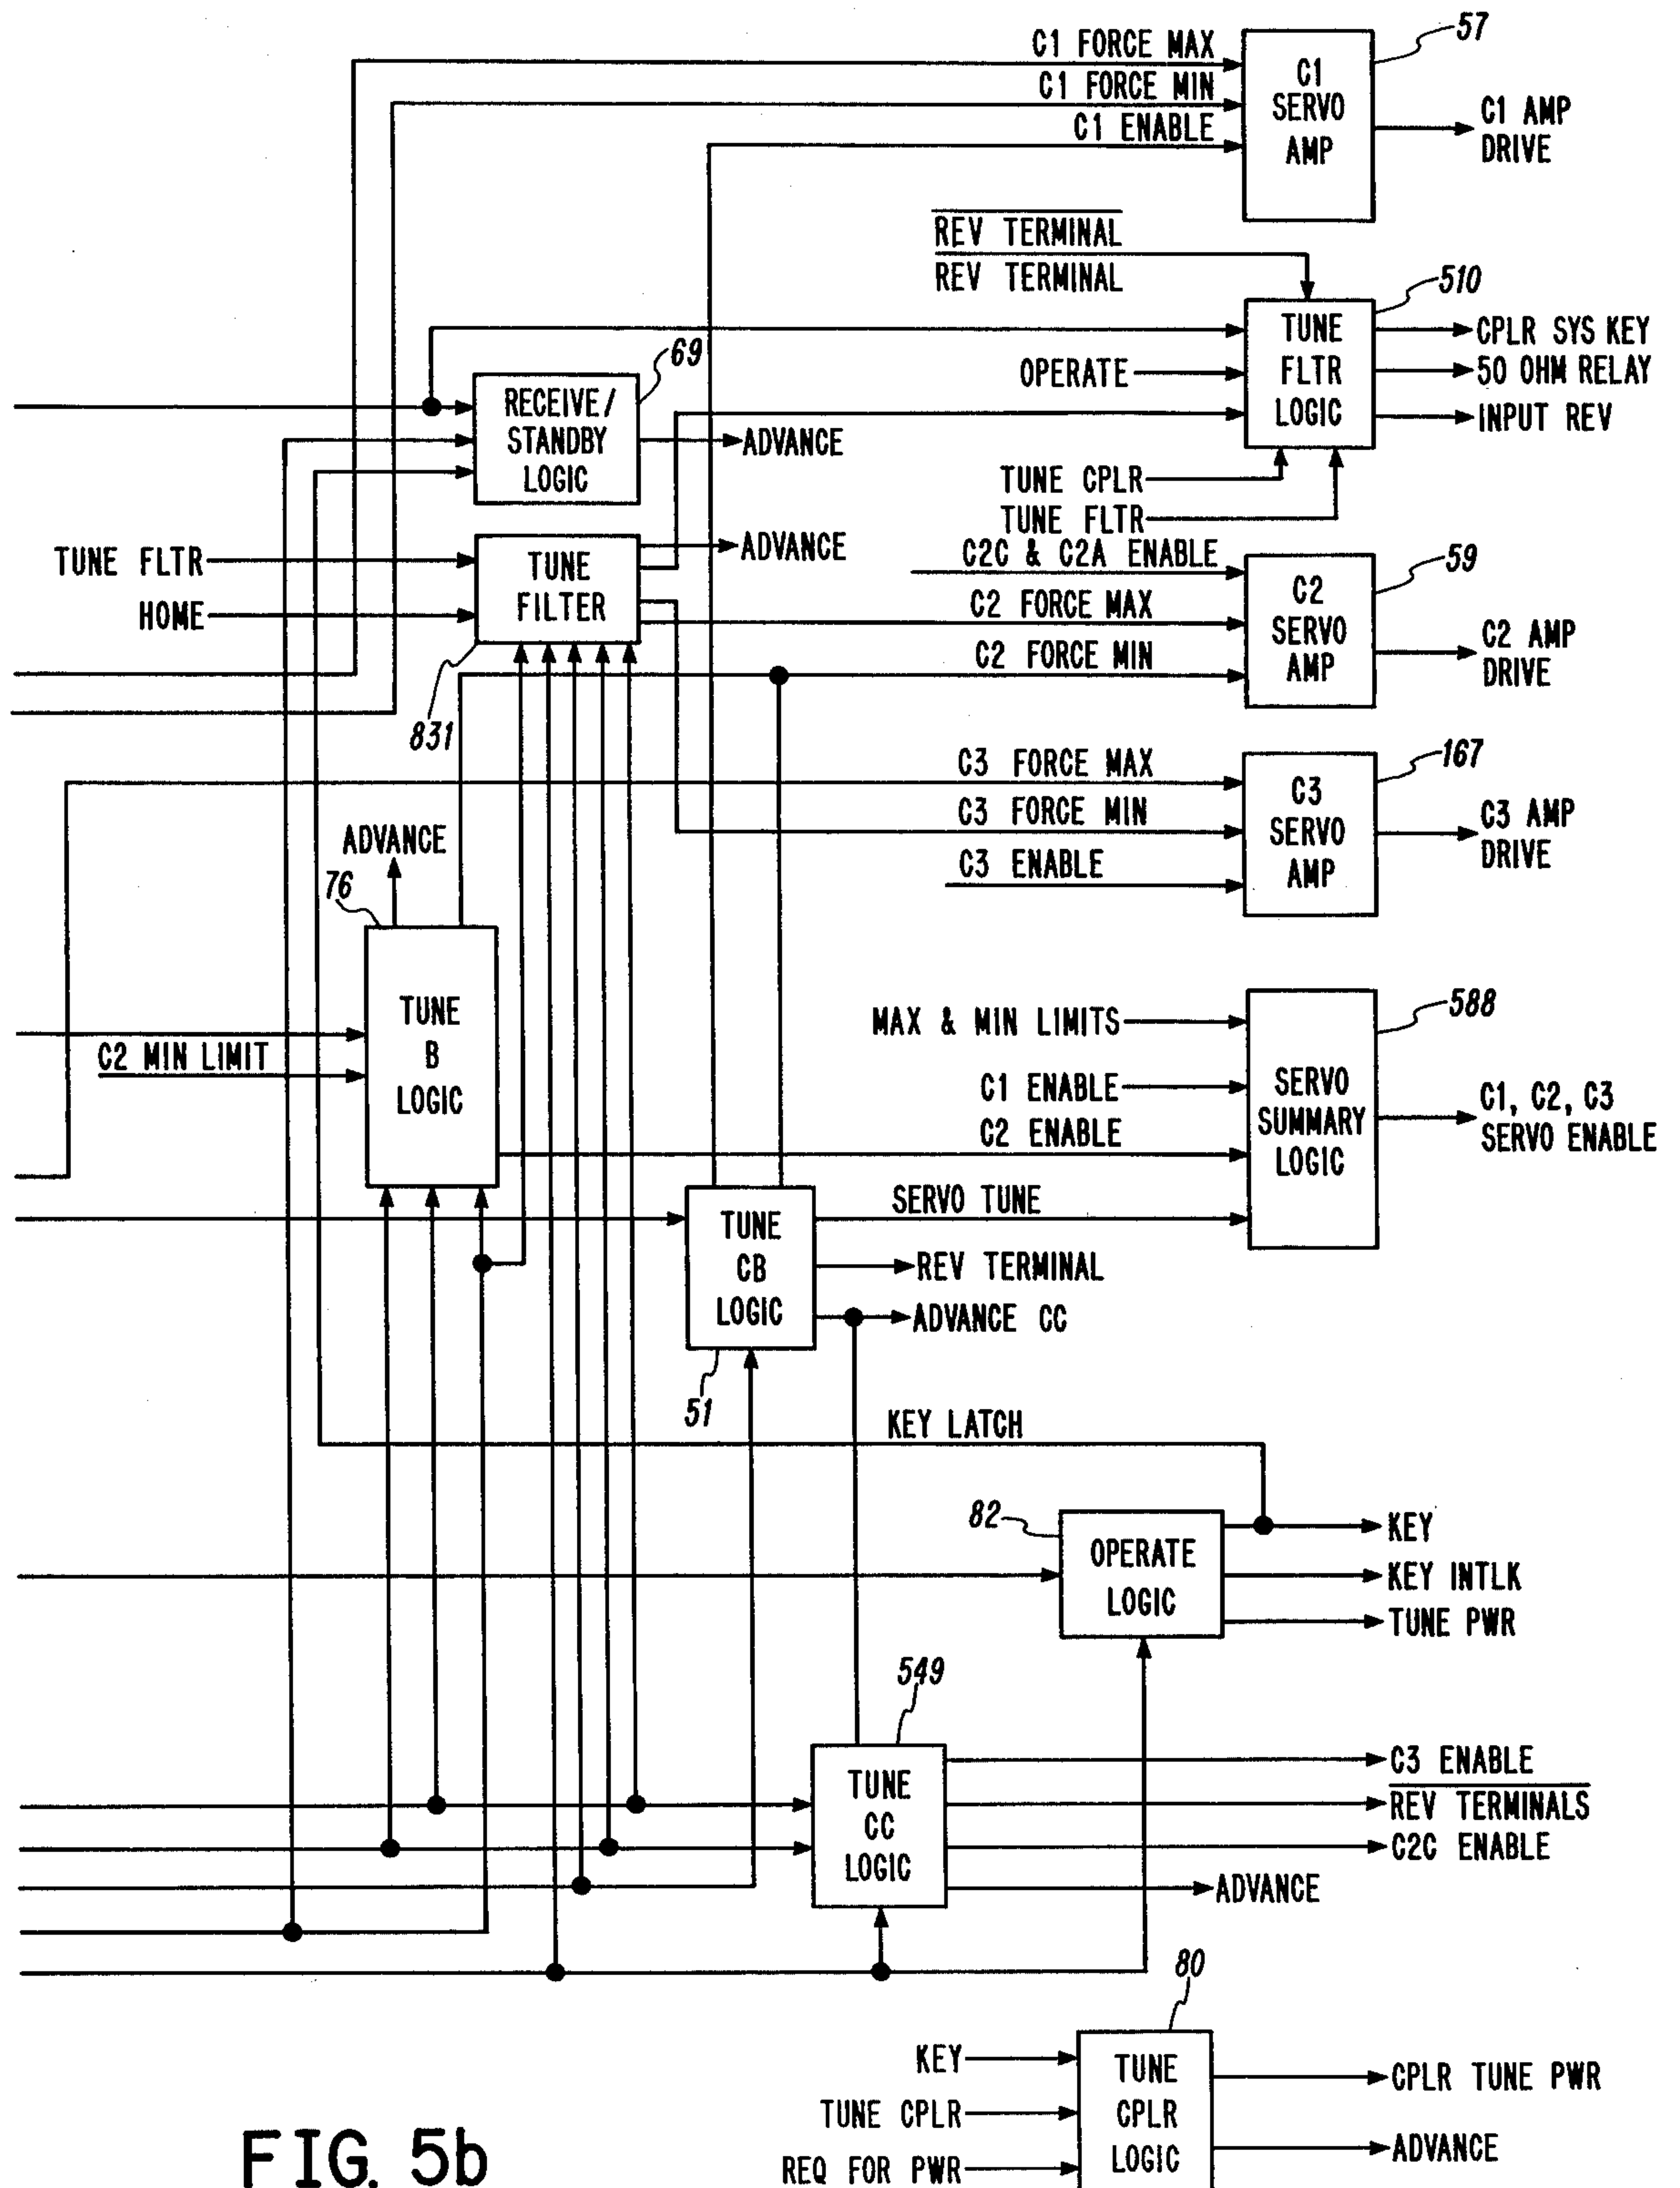 C1 FORCE MAX
C1 FORCE MIN
C1 ENABLE
57
C1
SERVO
AMP
C1 AMP
DRIVE
REV TERMINAL
REV TERMINAL
510
TUNE
FLTR
LOGIC
OPERATE
TUNE CPLR
TUNE FLTR
CPLR SYS KEY
50 OHM RELAY
INPUT REV
69
RECEIVE/
STANDBY
LOGIC
ADVANCE
TUNE FLTR
HOME
TUNE
FILTER
ADVANCE
831
C2C & C2A ENABLE
C2 FORCE MAX
C2 FORCE MIN
59
C2
SERVO
AMP
C2 AMP
DRIVE
C3 FORCE MAX
C3 FORCE MIN
C3 ENABLE
167
C3
SERVO
AMP
C3 AMP
DRIVE
ADVANCE
76
TUNE
B
LOGIC
C2 MIN LIMIT
MAX & MIN LIMITS
C1 ENABLE
C2 ENABLE
588
SERVO
SUMMARY
LOGIC
C1, C2, C3
SERVO ENABLE
SERVO TUNE
TUNE
CB
LOGIC
REV TERMINAL
ADVANCE CC
51
KEY LATCH
82
OPERATE
LOGIC
KEY
KEY INTLK
TUNE PWR
549
TUNE
CC
LOGIC
C3 ENABLE
REV TERMINALS
C2C ENABLE
ADVANCE
80
KEY
TUNE CPLR
REQ FOR PWR
TUNE
CPLR
LOGIC
CPLR TUNE PWR
ADVANCE
FIG. 5b